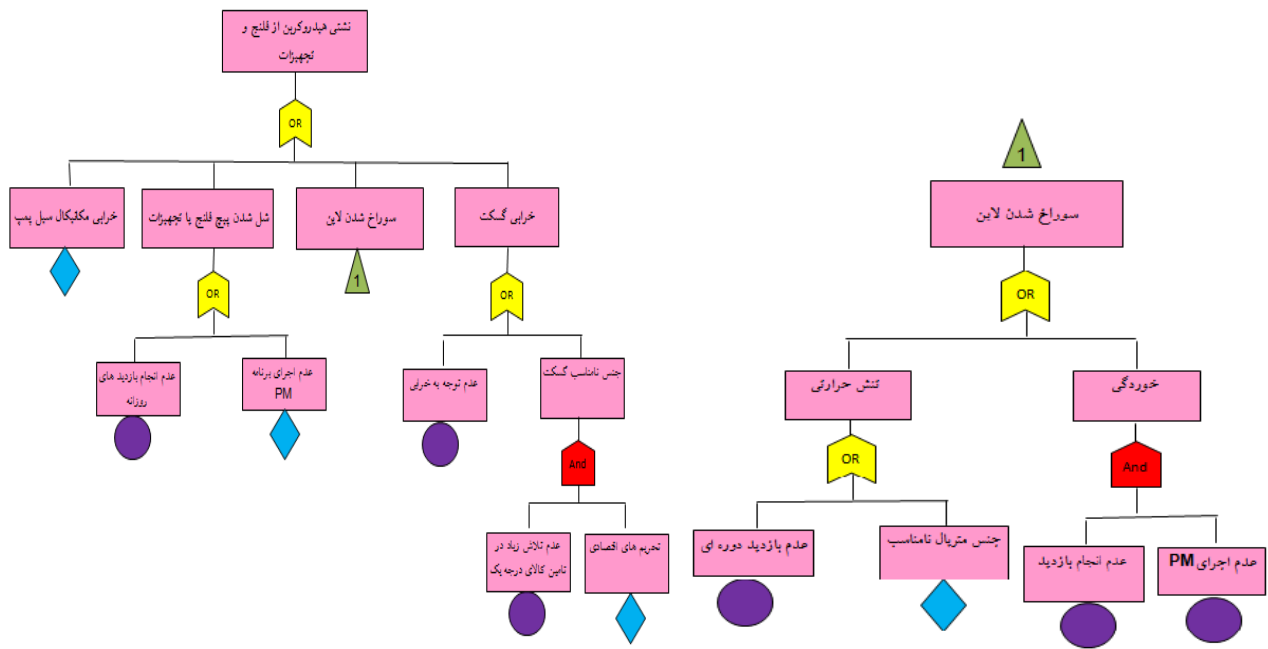 نشتی هیدروکربن از فلنج و
تجهیزات
OR
خرابی مکانیکال سیل پمپ
شل شدن پیچ فلنج یا تجهیزات
سوراخ شدن لاین
خرابی گسکت
1
OR
OR
عدم انجام بازدید های
روزانه
عدم اجرای برنامه
PM
عدم توجه به خرابی
جنس نامناسب گسکت
And
عدم تلاش زیاد در
تامین کالای درجه یک
تحریم های اقتصادی
1
سوراخ شدن لاین
OR
تنش حرارتی
خوردگی
OR
And
عدم بازدید دوره ای
جنس متریال نامناسب
عدم انجام بازدید
عدم اجرای PM